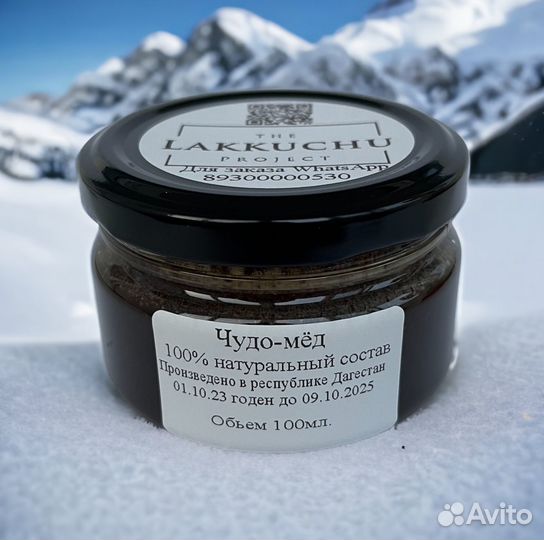 THE
LAKKUCHU
PROJECT
Для заказа WhatsApp
89300000530
Чудо-мёд
100% натуральный состав
Произведено в республике Дагестан
01.10.23 годен до 09.10.2025
Обьем 100мл.
Avito